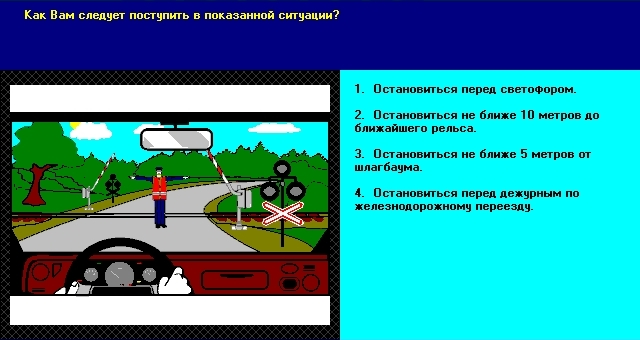 Как Вам следует поступить в показанной ситуации?
1. Остановиться перед светофором.
2. Остановиться не ближе 10 метров до
ближайшего рельса.
3. Остановиться не ближе 5 метров от
шлагбаума.
4. Остановиться перед дежурным по
железнодорожному переезду.